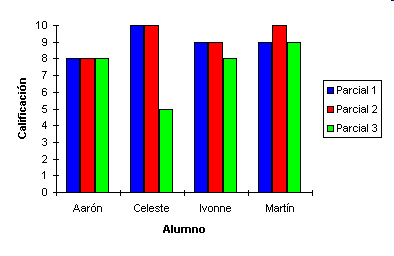 10
9
8
7
6
5
4
3
2
1
0
Calificación
Aarón Celeste Ivonne Martín
Alumno
Parcial 1
Parcial 2
Parcial 3